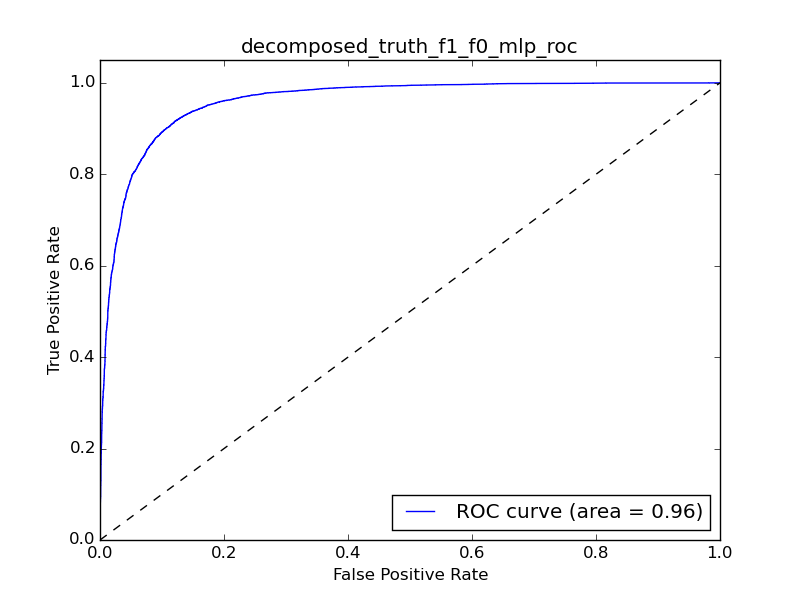 decomposed_truth_f1_f0_mlp_roc
1.0
0.8
0.6
0.4
0.2
0.0
True Positive Rate
ROC curve (area = 0.96)
0.0 0.2 0.4 0.6 0.8 1.0
False Positive Rate